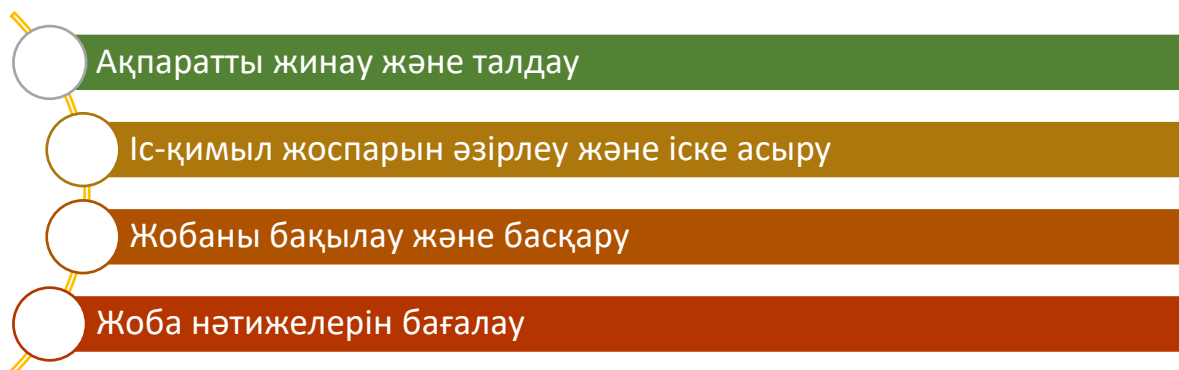 Ақпаратты жинау және талдау
Іс-қимыл жоспарын әзірлеу және іске асыру
Жобаны бақылау және басқару
Жоба нәтижелерін бағалау